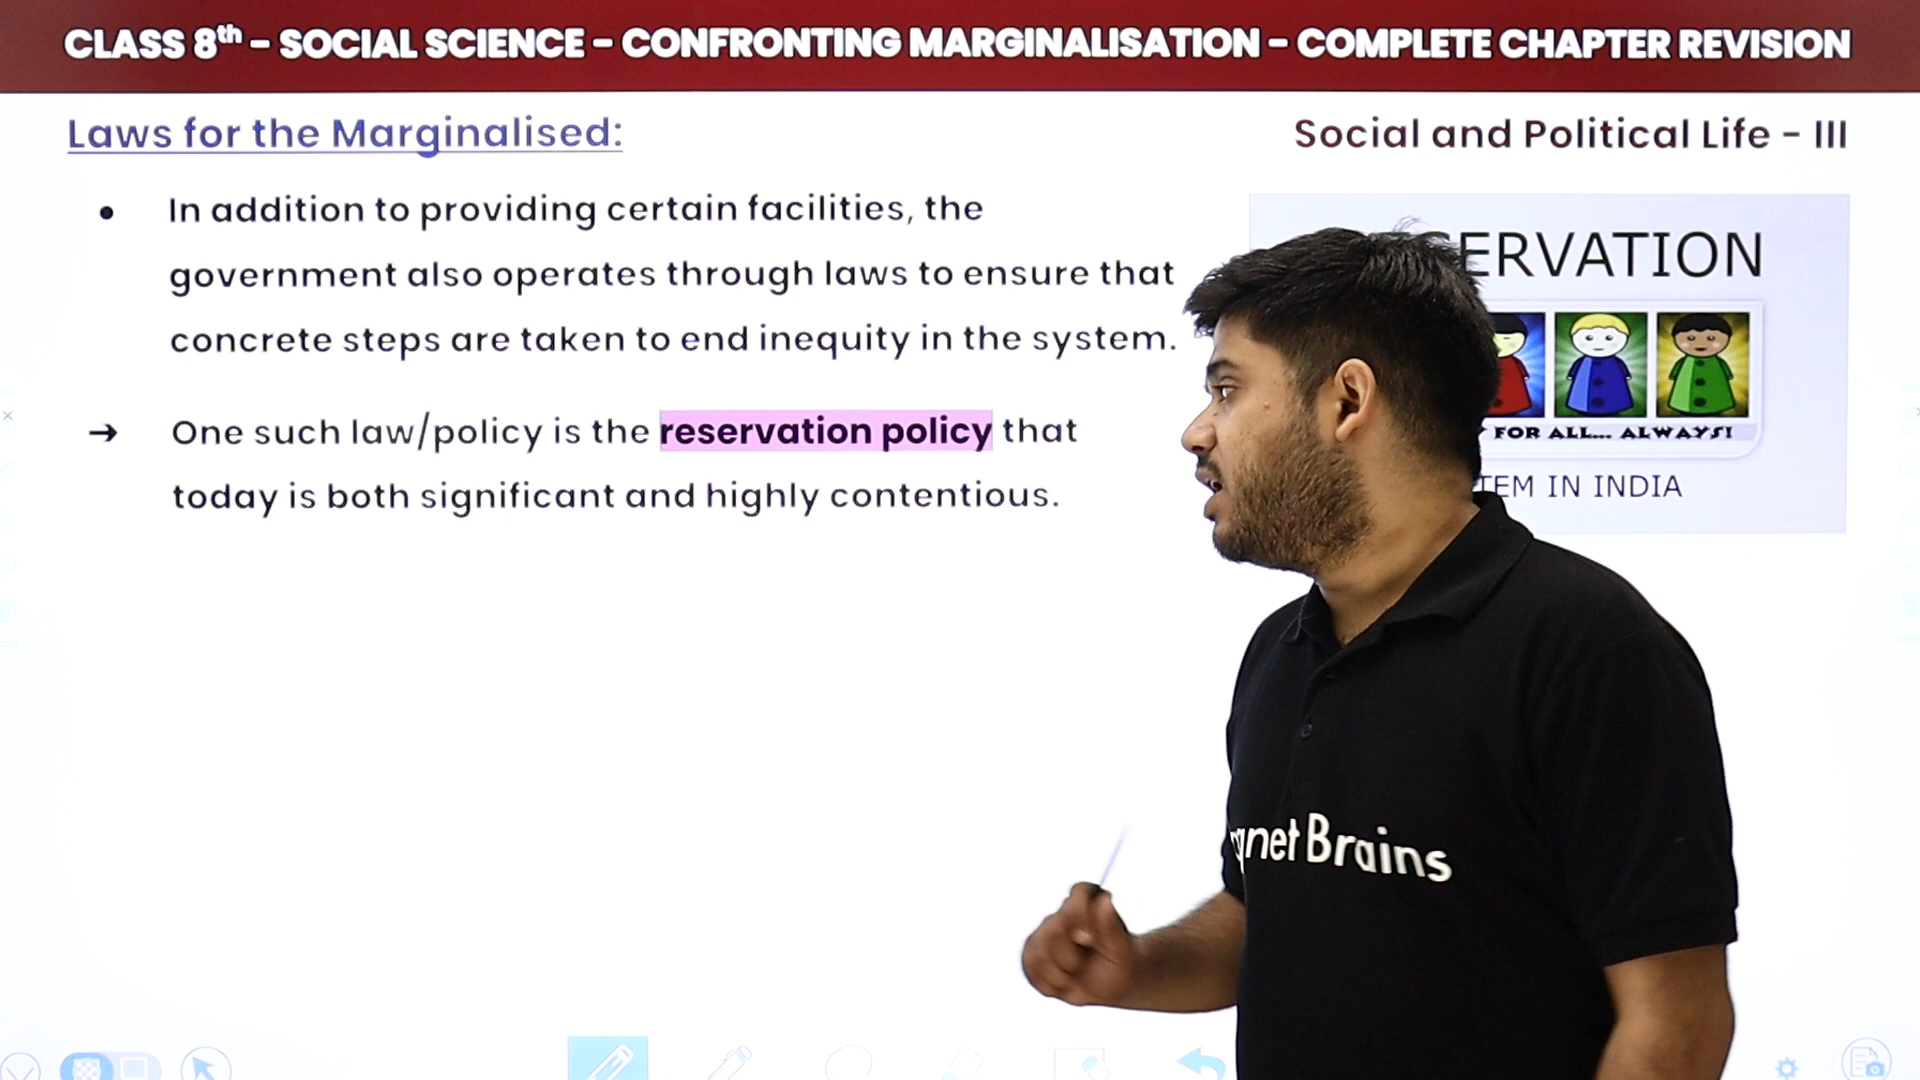 CLASS 8th - SOCIAL SCIENCE - CONFRONTING MARGINALISATION - COMPLETE CHAPTER REVISION
Laws for the Marginalised:
Social and Political Life - III
• In addition to providing certain facilities, the
government also operates through laws to ensure that
concrete steps are taken to end inequity in the system.
➔ One such law/policy is the reservation policy that
today is both significant and highly contentious.
ERVATION
FOR ALL... ALWAYS!
TEM IN INDIA
gnet Brains